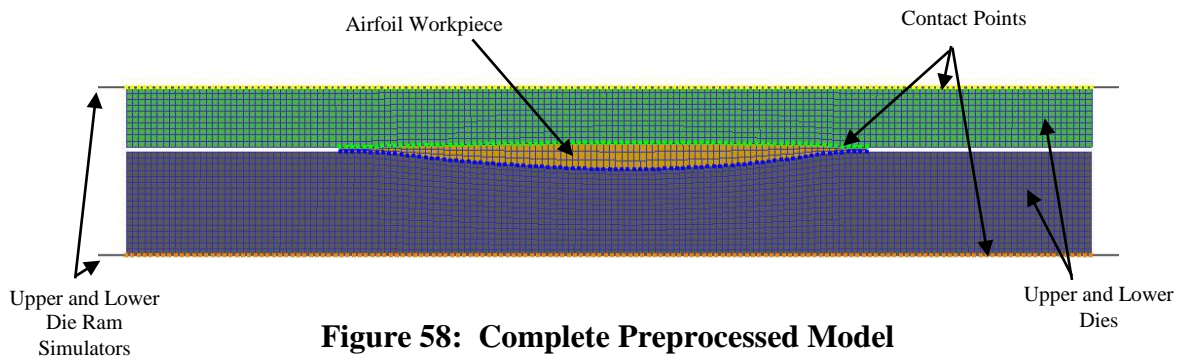 Airfoil Workpiece
Contact Points
Upper and Lower
Die Ram
Simulators
Upper and Lower
Dies
Figure 58: Complete Preprocessed Model